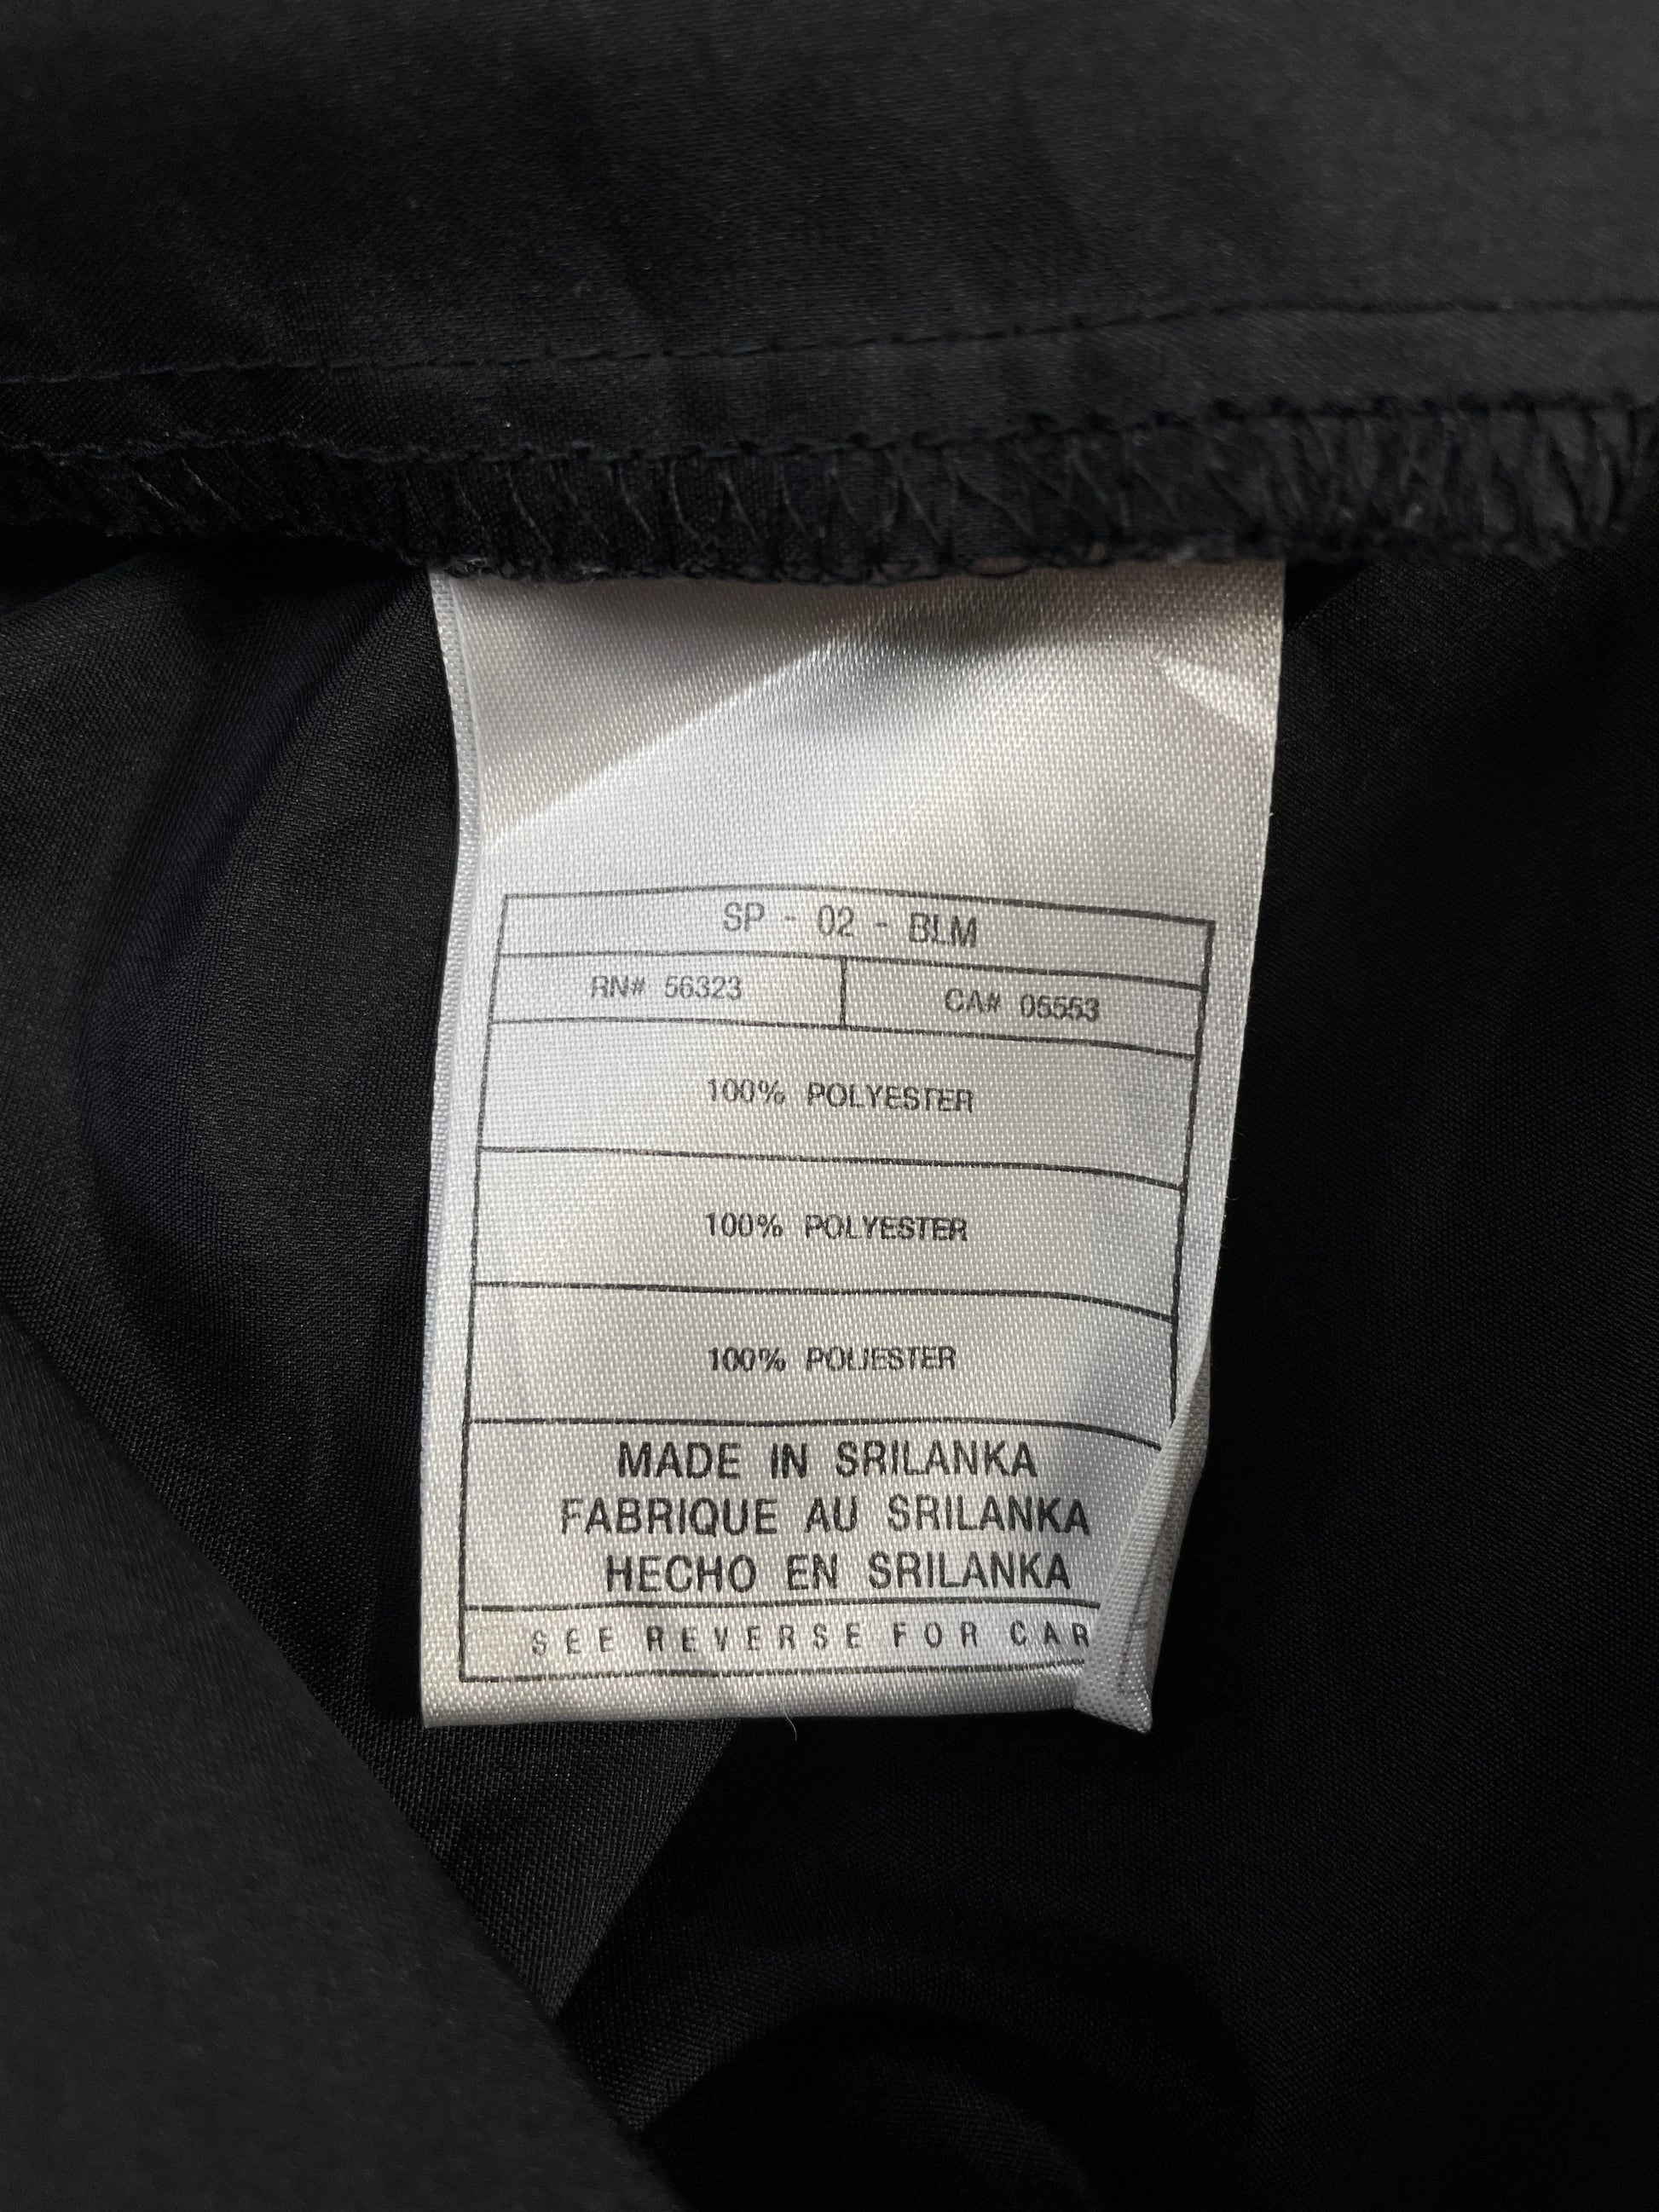 SP - 02 - BLM
RN# 56323 CA# 05553
100% POLYESTER
100% POLYESTER
100% POLIESTER
MADE IN SRILANKA
FABRIQUE AU SRILANKA
HECHO EN SRILANKA
SEE REVERSE FOR CAR